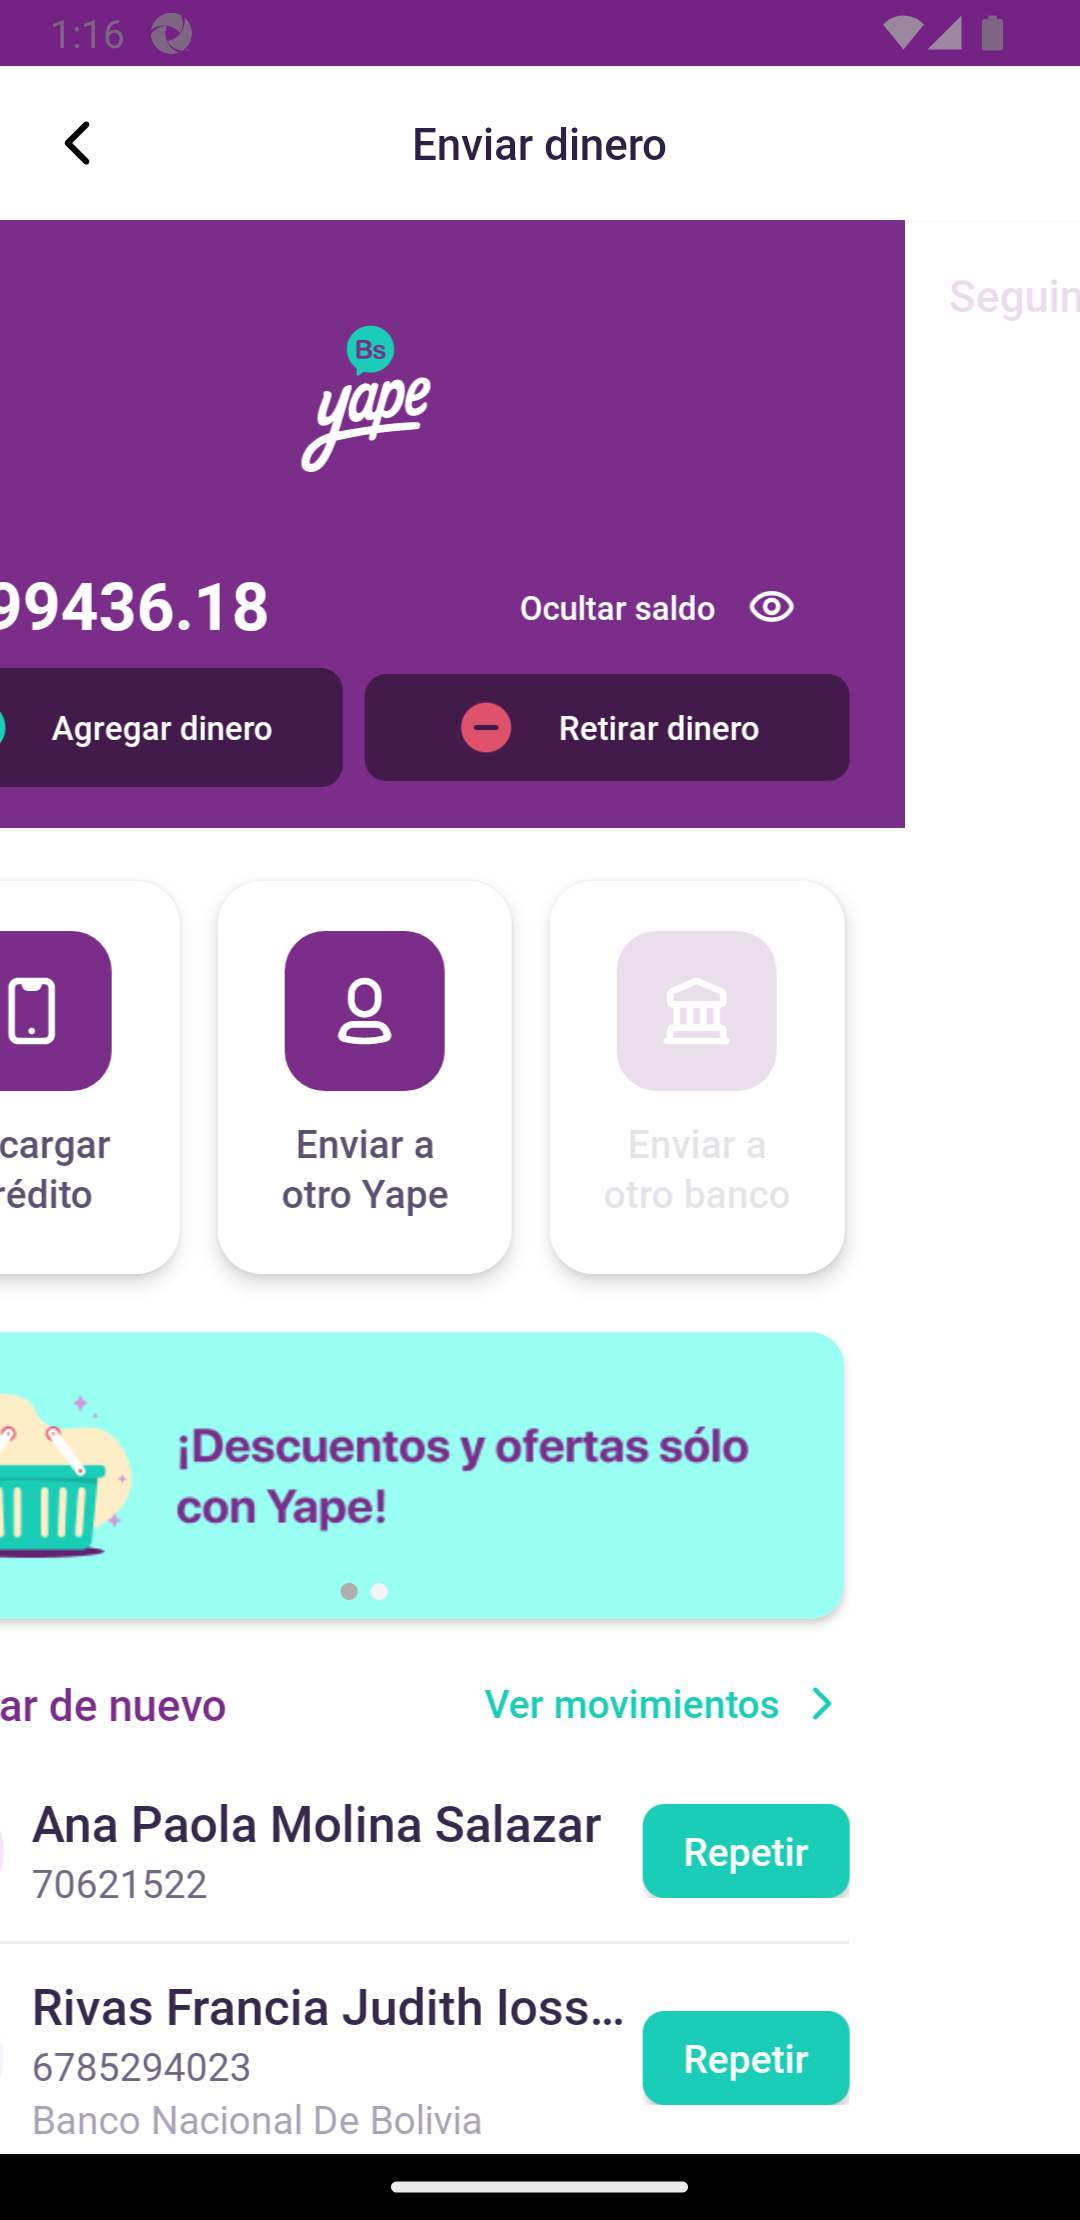 1:16
Enviar dinero
Seguin
Bs
yape
99436.18
Ocultar saldo
Agregar dinero
Retirar dinero
cargar
rédito
Enviar a
otro Yape
Enviar a
otro banco
¡Descuentos y ofertas sólo
con Yape!
ar de nuevo
Ver movimientos
Ana Paola Molina Salazar
70621522
Repetir
Rivas Francia Judith Ioss...
6785294023
Banco Nacional De Bolivia
Repetir